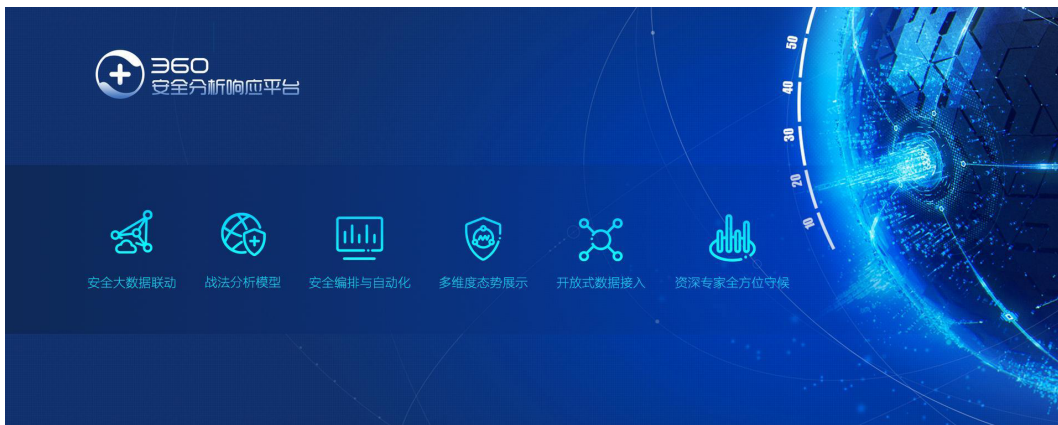 360
安全分析响应平台
50
40
30
20
10
安全大数据联动
战法分析模型
安全编排与自动化
多维度态势展示
开放式数据接入
资深专家全方位守候